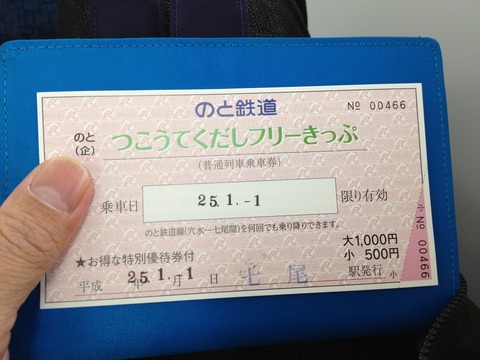 のと鉄道 № 00466
のと
(企)
つこうてくだしフリーきっぷ
(普通列車乗車券)
乗車日 25.1.-1 限り有効
のと鉄道線(穴水ー七尾間)を何回でも乗り降りできます。
★お得な特別優待券付
大1,000円
小 500円
平成 25年 1月 1日 七尾 駅発行
小 № 00466
小